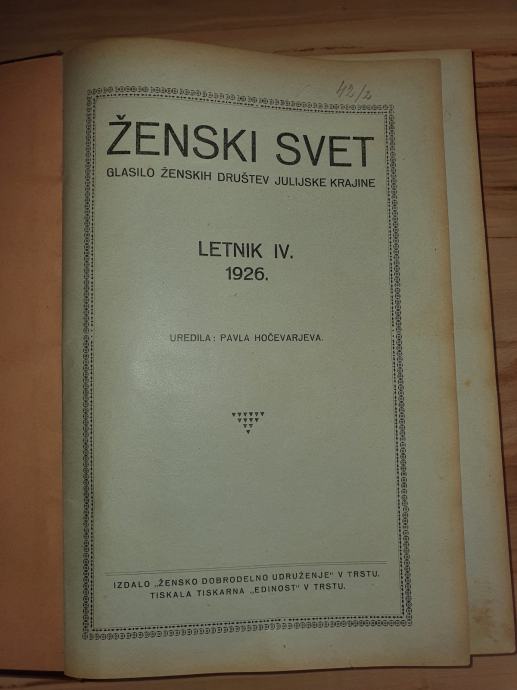 42/2
ŽENSKI SVET
GLASILO ŽENSKIH DRUŠTEV JULIJSKE KRAJINE
LETNIK IV.
1926.
UREDILA: PAVLA HOČEVARJEVA.
IZDALO „ŽENSKO DOBRODELNO UDRUŽENJE" V TRSTU.
TISKALA TISKARNA „EDINOST" V TRSTU.